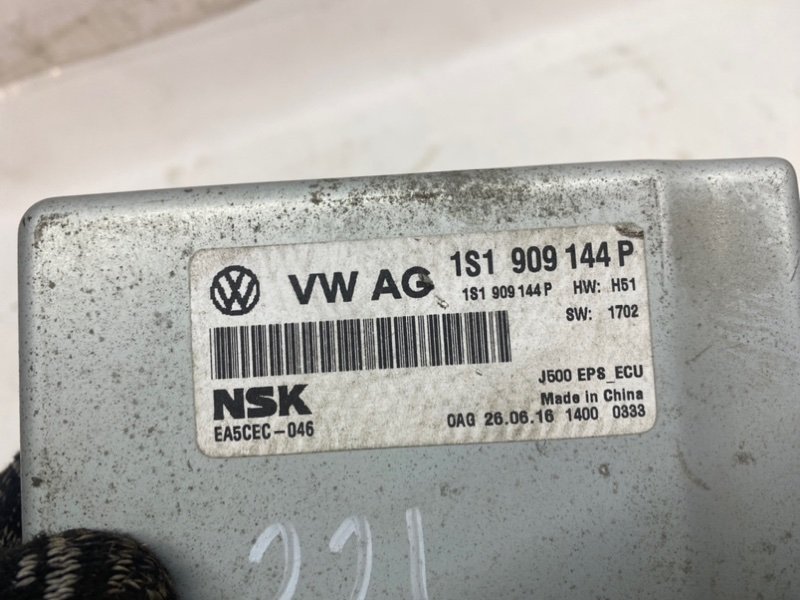 VW AG 1S1 909 144 P
1S1 909 144 P HW: H51
SW: 1702
J500 EPS_ECU
NSK Made in China
EA5CEC-046 0AG 26.06.16 1400 0333
221